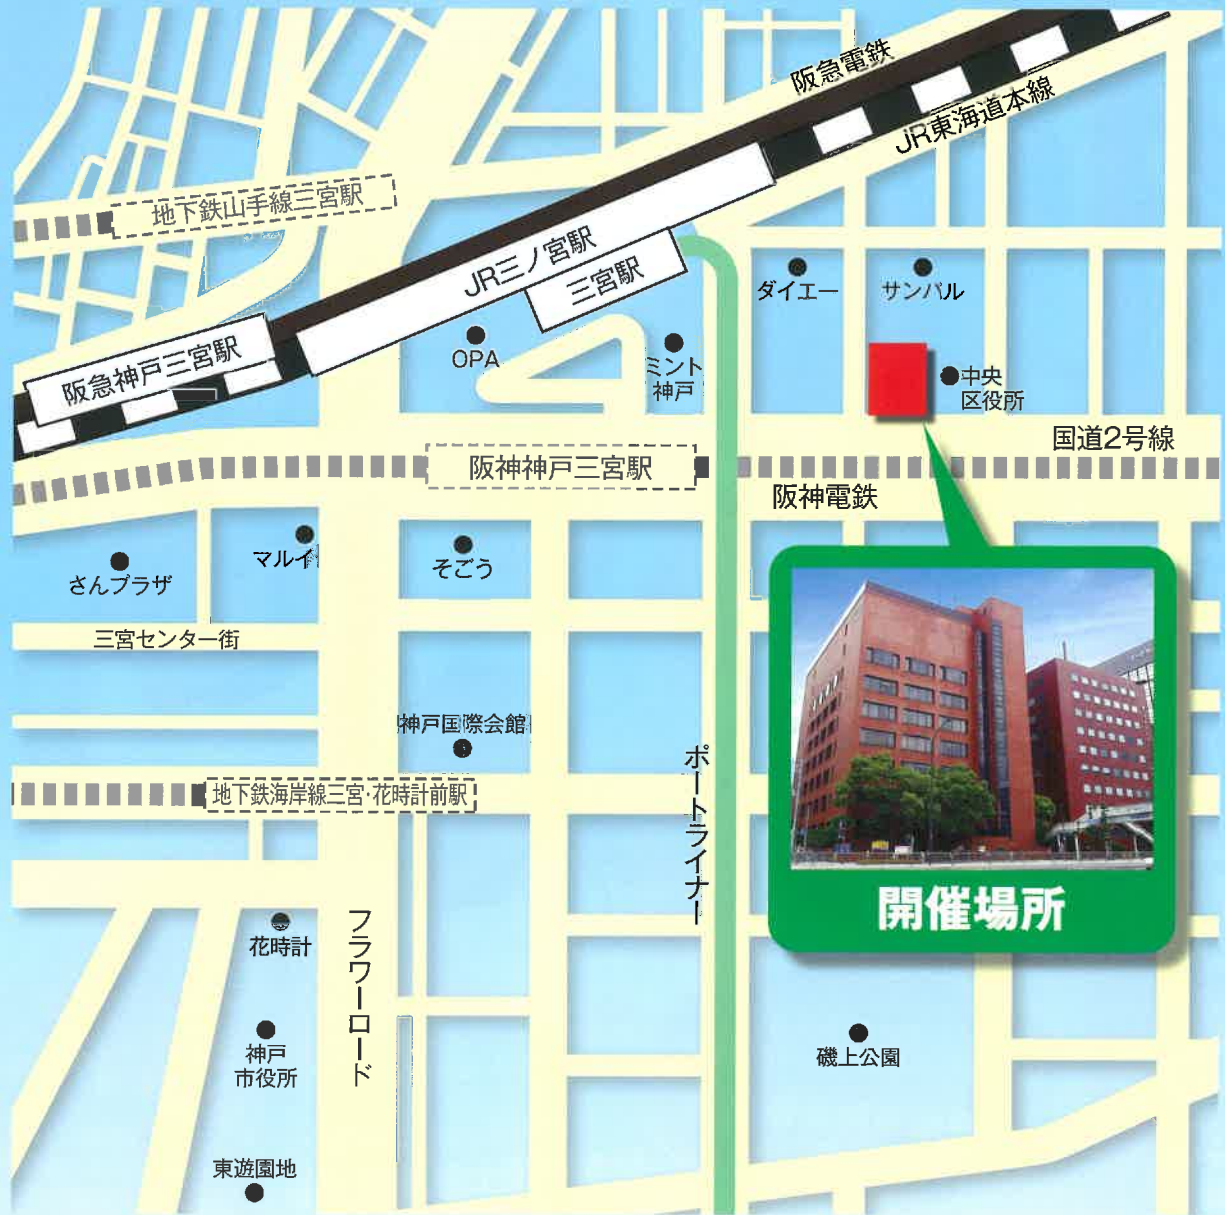 阪急電鉄
JR東海道本線
地下鉄山手線三宮駅
JR三ノ宮駅
三宮駅
ダイエー
サンパル
阪急神戸三宮駅
OPA
ミント
神戸
中央
区役所
国道2号線
阪神神戸三宮駅
阪神電鉄
さんプラザ
マルイ
そごう
三宮センター街
神戸国際会館
地下鉄海岸線三宮・花時計前駅
ポートライナー
開催場所
花時計
フラワーロード
神戸
市役所
磯上公園
東遊園地